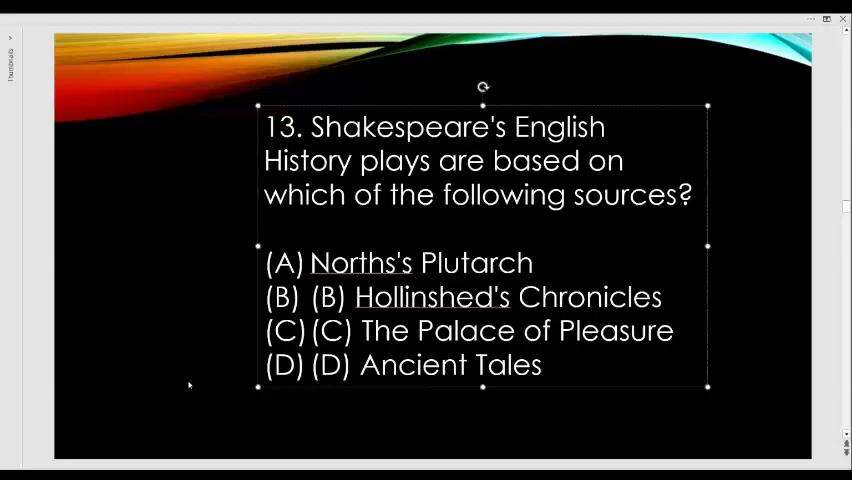 Thumbnails
13. Shakespeare's English
History plays are based on
which of the following sources?
(A) Norths's Plutarch
(B) (B) Hollinshed's Chronicles
(C) (C) The Palace of Pleasure
(D) (D) Ancient Tales